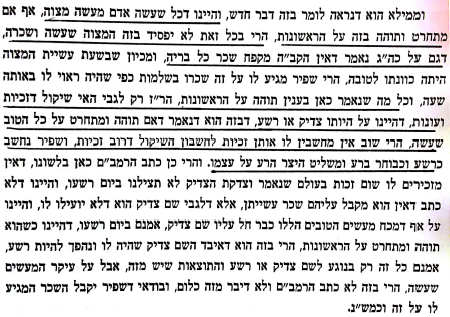 וממילא הוא דנראה לומר בזה דבר חדש, והיינו דכל שעשה אדם מעשה מצוה, אף אם
מתחרט ותוהה בזה על הראשונות, הרי בכל זאת לא יפסיד בזה המצוה שעשה ושכרה,
דגם על כה"ג נאמר דאין הקב"ה מקפח שכר כל בריה, ומכיון שבשעת עשיית המצוה
היתה כוונתו לטובה, הרי שפיר מגיע לו על זה שכרו בשלמות כפי שהיה ראוי לו באותה
שעה, וכל מה שנאמר כאן בענין תוהה על הראשונות, הר"ז רק לגבי האי שיקול דזכיות
ועונות, דהיינו על היותו צדיק או רשע, דבזה הוא דנאמר דאם תוהה ומתחרט על כל הטוב
שעשה, הרי שוב אין מחשבין לו אותן זכיות לחשבון השיקול דרוב זכיות, ושפיר נחשב
כרשע וכבוחר ברע ומשליט היצר הרע על עצמו. והרי כן כתב הרמב"ם כאן בלשונו, דאין
מזכירים לו שום זכות בעולם שנאמר וצדקת הצדיק לא תצילנו ביום רשעו, והיינו דלא
כתב דאין הוא מקבל עליהם שכר עשייתן, אלא דלגבי שם צדיק הוא דלא יועילו לו, והיינו
על אף דמכח מעשים הטובים הללו כבר חל עליו שם צדיק, אמנם ביום רשעו, דהיינו כשהוא
תוהה ומתחרט על הראשונות, הרי בזה הוא דאיבד השם צדיק שהיה לו ונהפך להיות רשע,
אמנם כל זה רק בנוגע לשם צדיק או רשע והתוצאות שיש מזה, אבל על עיקר המעשים
שעשה, הרי בזה לא כתב הרמב"ם ולא דיבר מזה כלום, ובודאי דשפיר יקבל השכר המגיע
לו על זה וכמש"נ.